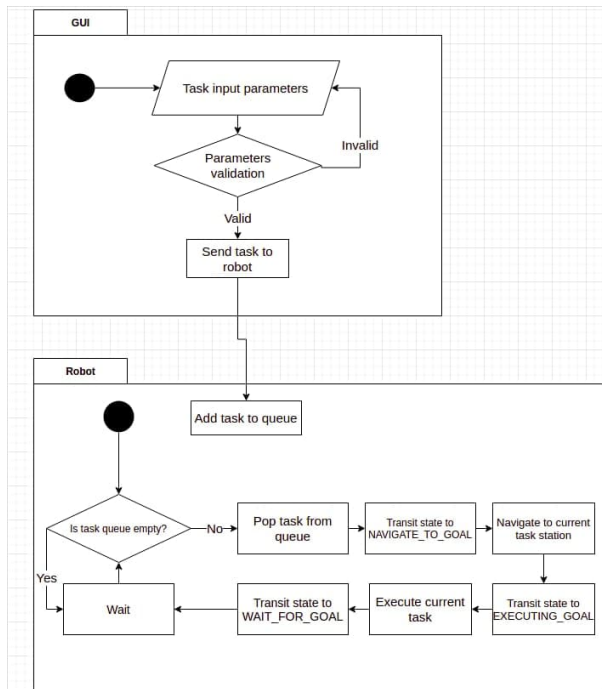 GUI
Task input parameters
Invalid
Parameters
validation
Valid
Send task to
robot
Robot
Add task to queue
Is task queue empty?
No
Pop task from
queue
Transit state to
NAVIGATE_TO_GOAL
Navigate to current
task station
Yes
Wait
Transit state to
WAIT_FOR_GOAL
Execute current
task
Transit state to
EXECUTING_GOAL